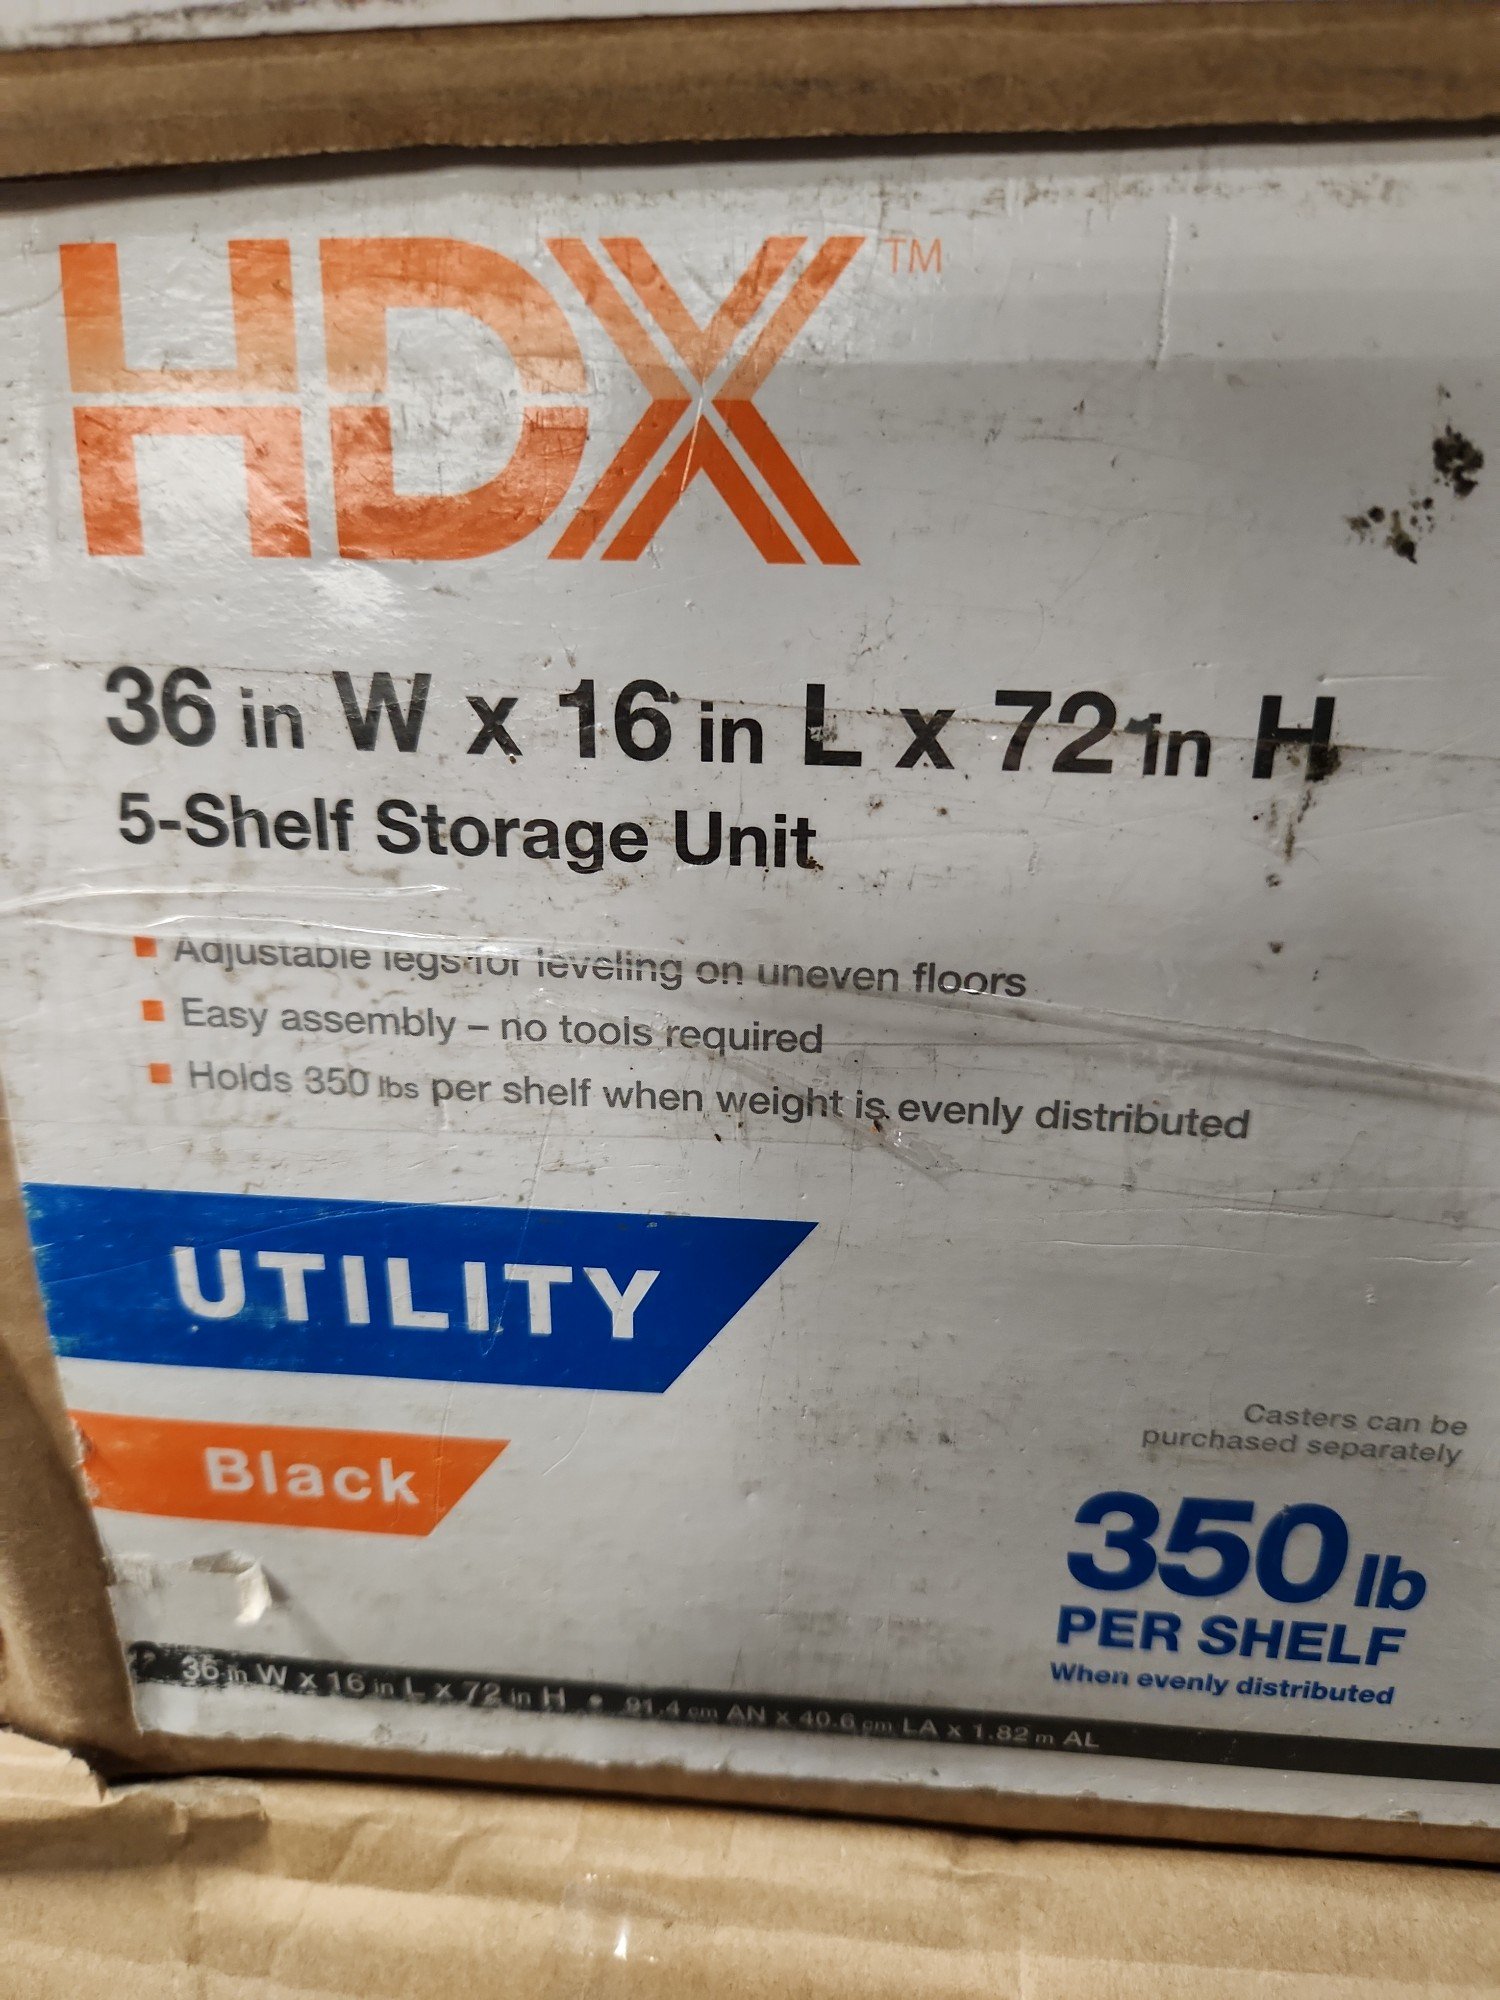 HDX™
36 in W x 16 in L x 72 in H
5-Shelf Storage Unit
Adjustable legs for leveling on uneven floors
Easy assembly – no tools required
Holds 350 lbs per shelf when weight is evenly distributed
UTILITY
Black
Casters can be
purchased separately
350 lb
PER SHELF
When evenly distributed
36 in W x 16 in L x 72 in H • 91.4 cm AN x 40.6 cm LA x 1.82 m AL